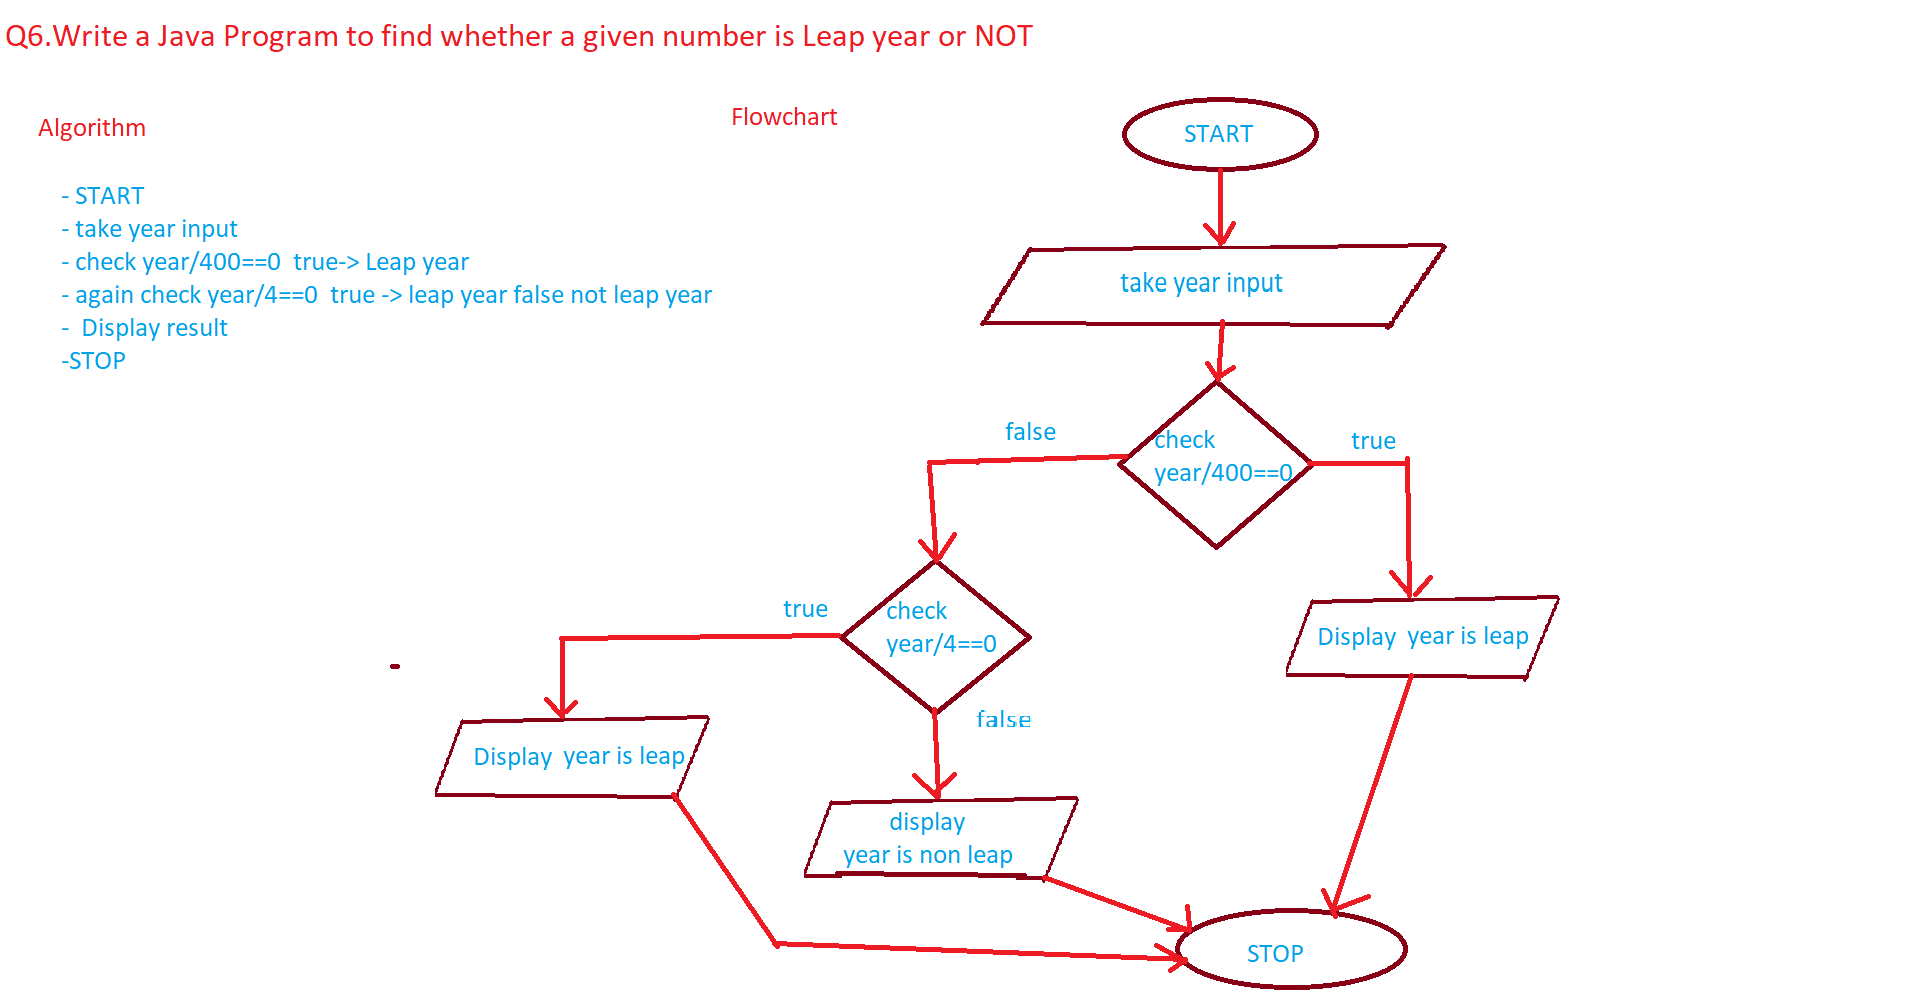 Q6.Write a Java Program to find whether a given number is Leap year or NOT
Algorithm
- START
- take year input
- check year/400==0  true-> Leap year
- again check year/4==0  true -> leap year false not leap year
-  Display result
-STOP
Flowchart
START
take year input
check
year/400==0
false
true
check
year/4==0
true
false
Display  year is leap
Display  year is leap
display
year is non leap
STOP